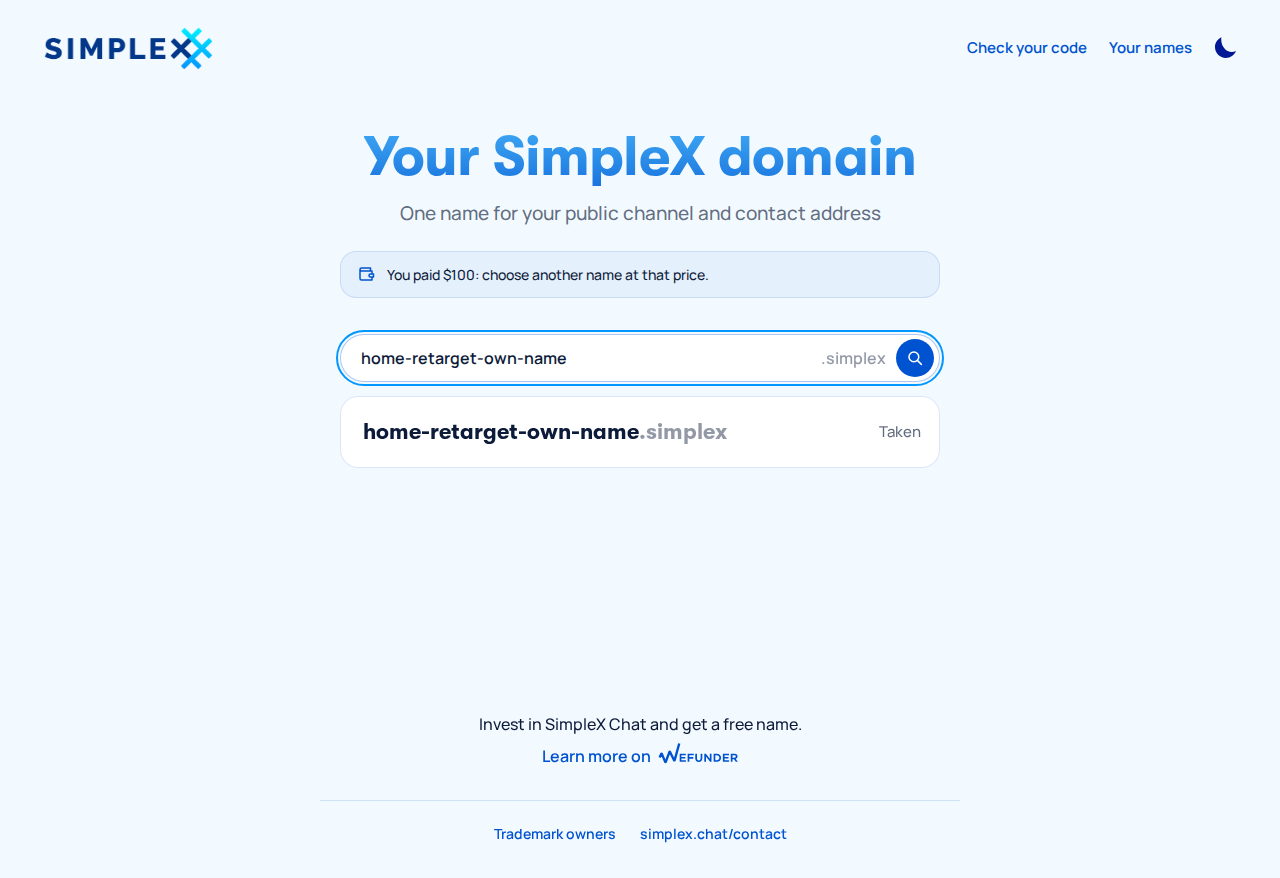 SIMPLEX
Check your code
Your names
Your SimpleX domain
One name for your public channel and contact address
You paid $100: choose another name at that price.
home-retarget-own-name .simplex
home-retarget-own-name.simplex
Taken
Invest in SimpleX Chat and get a free name.
Learn more on WEFUNDER
Trademark owners
simplex.chat/contact